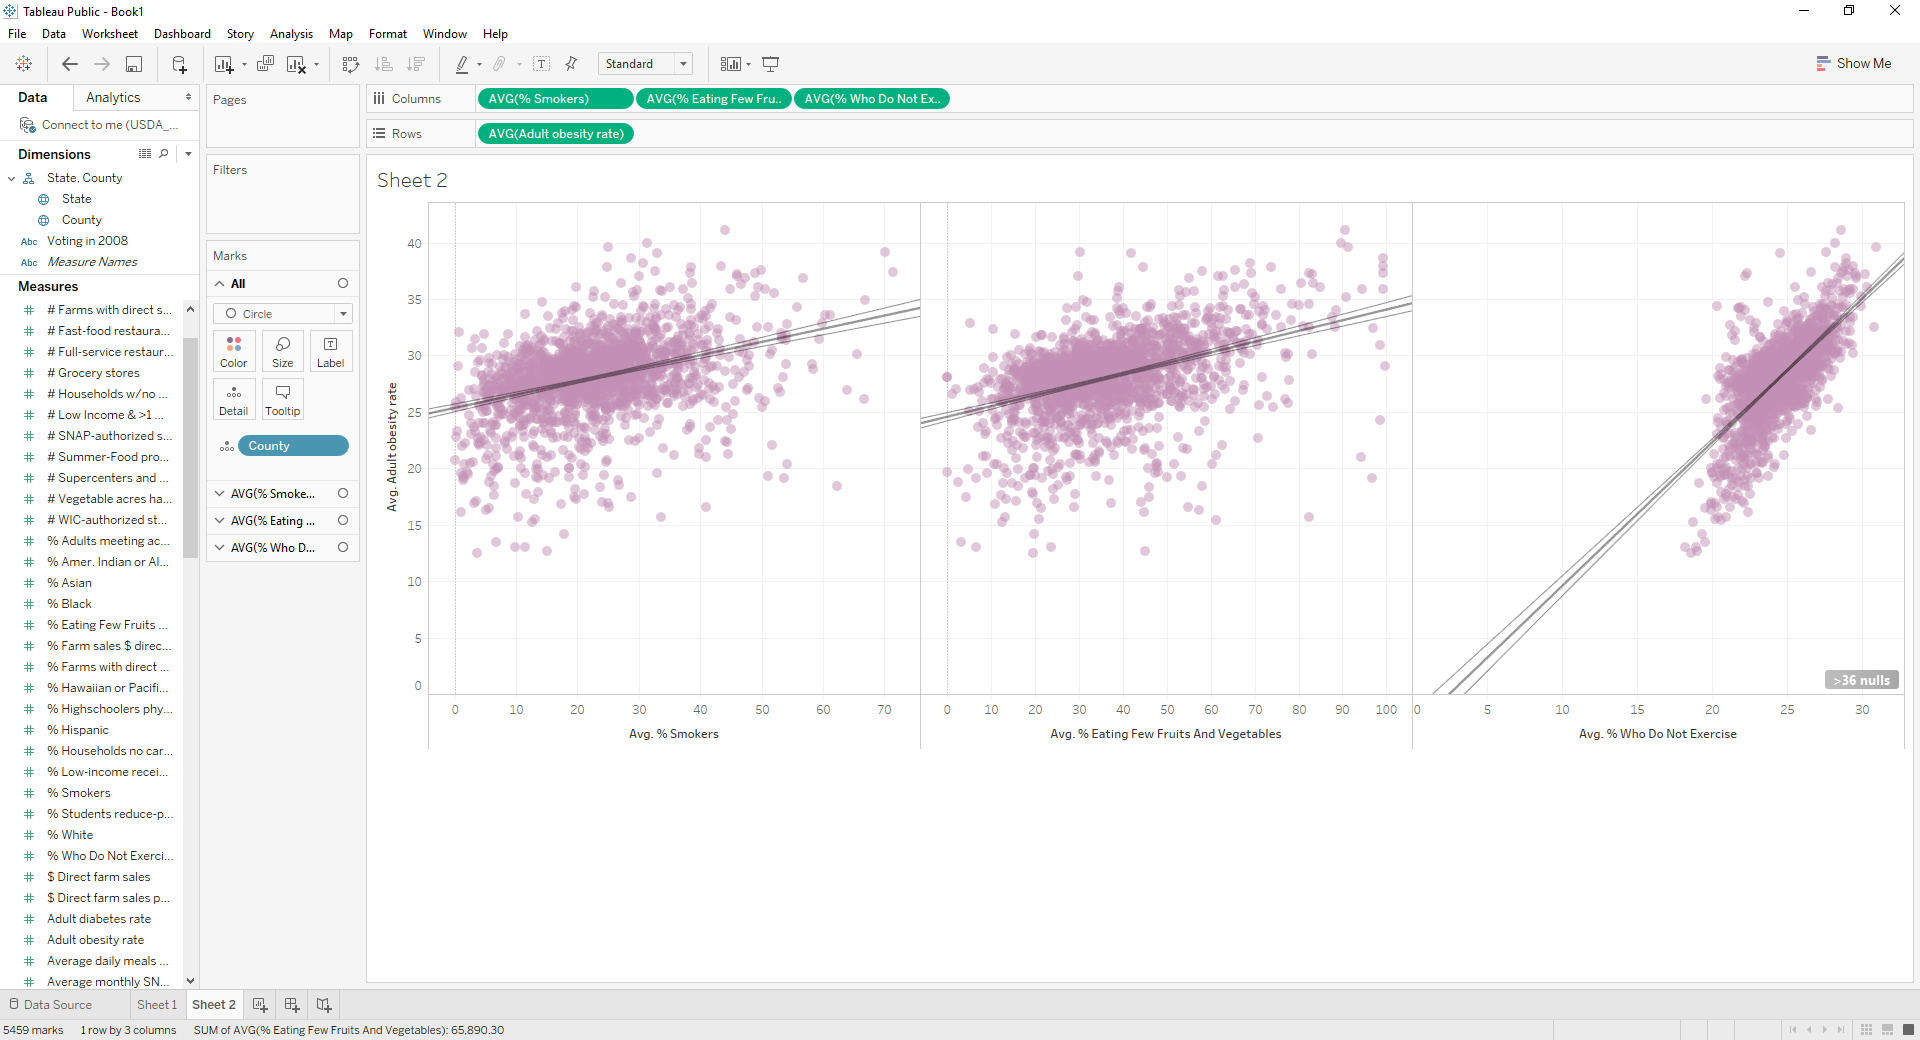 Tableau Public - Book1
File Data Worksheet Dashboard Story Analysis Map Format Window Help
Standard
Show Me
Data Analytics
Connect to me (USDA_...
Dimensions
State, County
State
County
Abc Voting in 2008
Abc Measure Names
Measures
# Farms with direct s...
# Fast-food restaura...
# Full-service restaur...
# Grocery stores
# Households w/no ...
# Low Income & >1 ...
# SNAP-authorized s...
# Summer-Food pro...
# Supercenters and ...
# Vegetable acres ha...
# WIC-authorized st...
% Adults meeting ac...
% Amer. Indian or Al...
% Asian
% Black
% Eating Few Fruits ...
% Farm sales $ direc...
% Farms with direct ...
% Hawaiian or Pacifi...
% Highschoolers phy...
% Hispanic
% Households no car...
% Low-income recei...
% Smokers
% Students reduce-p...
% White
% Who Do Not Exerci...
$ Direct farm sales
$ Direct farm sales p...
Adult diabetes rate
Adult obesity rate
Average daily meals ...
Average monthly SN...
Pages
Filters
Marks
All
Circle
Color Size Label
Detail Tooltip
County
AVG(% Smoke...
AVG(% Eating ...
AVG(% Who D...
Columns AVG(% Smokers) AVG(% Eating Few Fru.. AVG(% Who Do Not Ex..
Rows AVG(Adult obesity rate)
Sheet 2
Avg. Adult obesity rate
40
35
30
25
20
15
10
5
0
>36 nulls
0 10 20 30 40 50 60 70
0 10 20 30 40 50 60 70 80 90 100
0 5 10 15 20 25 30
Avg. % Smokers
Avg. % Eating Few Fruits And Vegetables
Avg. % Who Do Not Exercise
Data Source Sheet 1 Sheet 2
5459 marks 1 row by 3 columns SUM of AVG(% Eating Few Fruits And Vegetables): 65,890.30